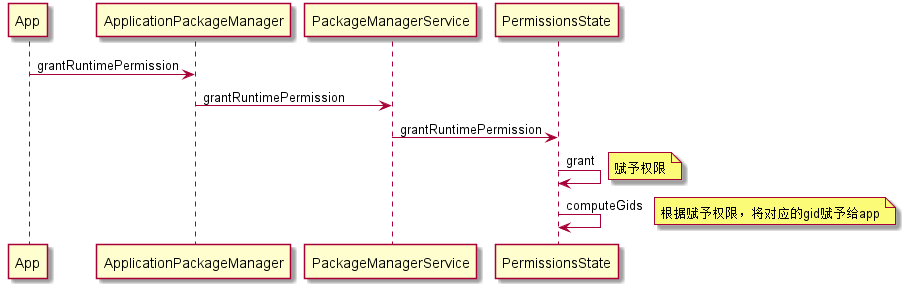 App
ApplicationPackageManager
PackageManagerService
PermissionsState
grantRuntimePermission
grantRuntimePermission
grantRuntimePermission
grant
赋予权限
computeGids
根据赋予权限，将对应的gid赋予给app
App
ApplicationPackageManager
PackageManagerService
PermissionsState